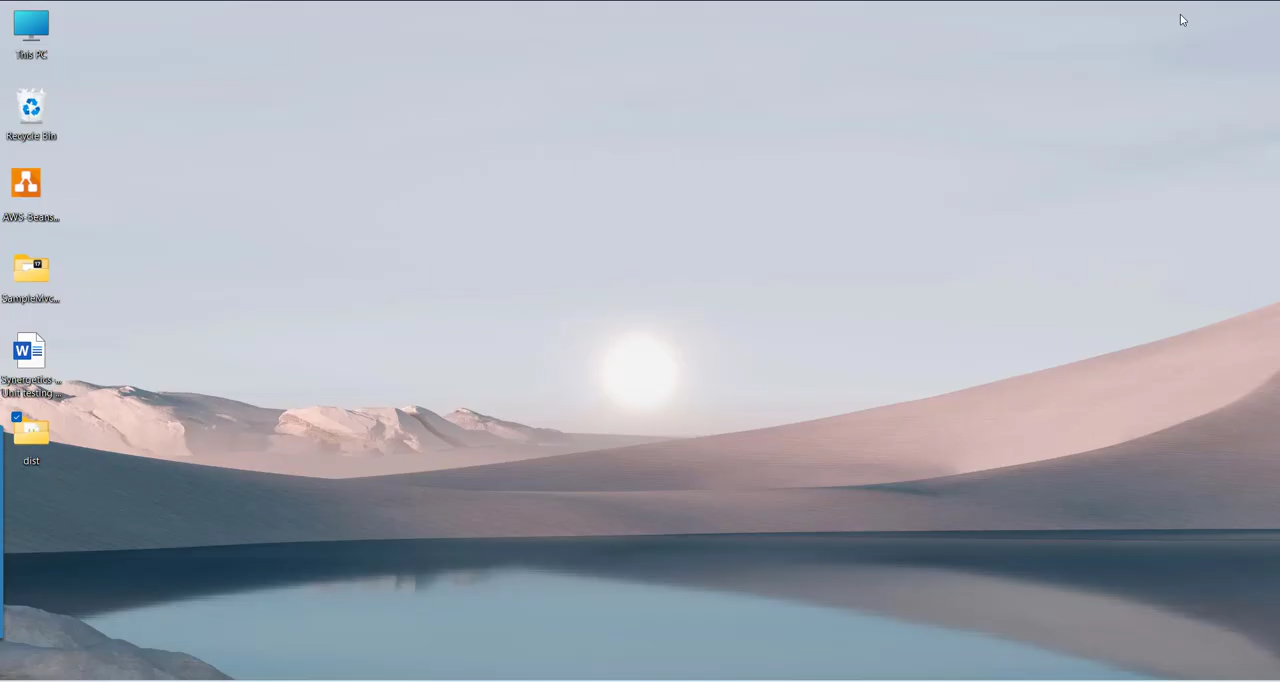 This PC
Recycle Bin
AWS-Beans...
SampleMvc...
Synergetics -...
Unit testing ...
dist